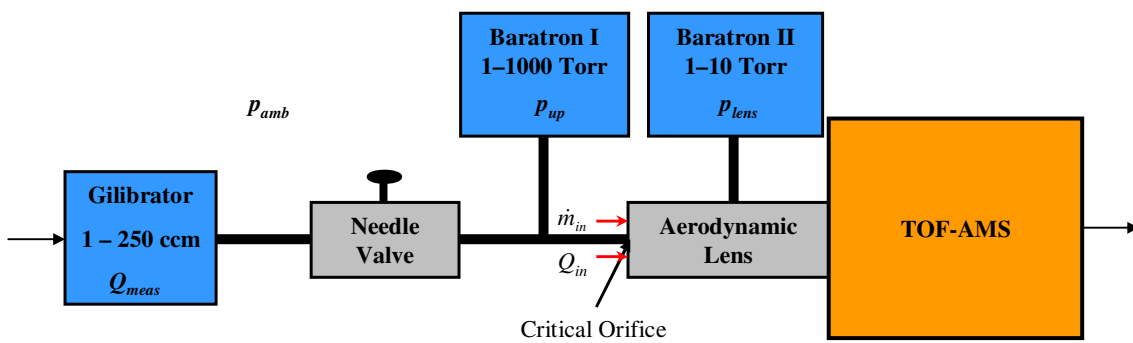 Baratron I
1–1000 Torr
p_up
Baratron II
1–10 Torr
p_lens
p_amb
Gilibrator
1 – 250 ccm
Q_meas
Needle
Valve
ṁ_in
Q_in
Aerodynamic
Lens
TOF-AMS
Critical Orifice